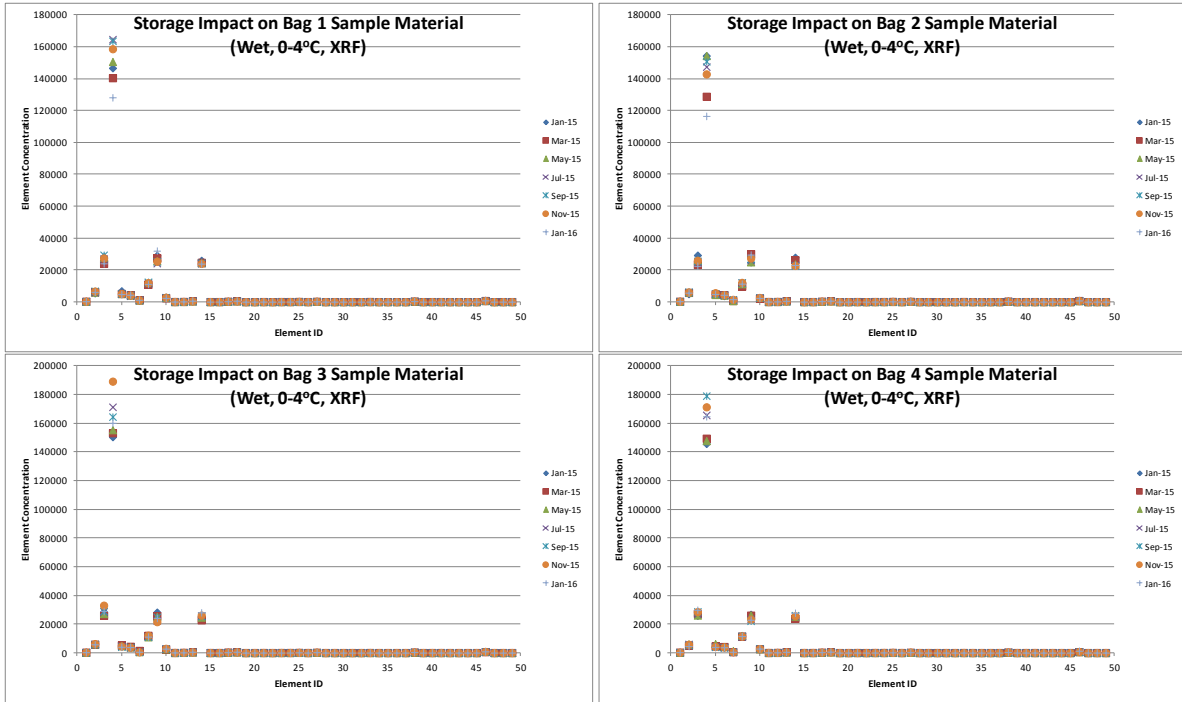 Storage Impact on Bag 1 Sample Material
(Wet, 0-4°C, XRF)
180000
160000
140000
120000
100000
80000
60000
40000
20000
0
Element Concentration
0 5 10 15 20 25 30 35 40 45 50
Element ID
Jan-15
Mar-15
May-15
Jul-15
Sep-15
Nov-15
Jan-16
Storage Impact on Bag 2 Sample Material
(Wet, 0-4°C, XRF)
180000
160000
140000
120000
100000
80000
60000
40000
20000
0
Element Concentration
0 5 10 15 20 25 30 35 40 45 50
Element ID
Jan-15
Mar-15
May-15
Jul-15
Sep-15
Nov-15
Jan-16
Storage Impact on Bag 3 Sample Material
(Wet, 0-4°C, XRF)
200000
180000
160000
140000
120000
100000
80000
60000
40000
20000
0
Element Concentration
0 5 10 15 20 25 30 35 40 45 50
Element ID
Jan-15
Mar-15
May-15
Jul-15
Sep-15
Nov-15
Jan-16
Storage Impact on Bag 4 Sample Material
(Wet, 0-4°C, XRF)
200000
180000
160000
140000
120000
100000
80000
60000
40000
20000
0
Element Concentration
0 5 10 15 20 25 30 35 40 45 50
Element ID
Jan-15
Mar-15
May-15
Jul-15
Sep-15
Nov-15
Jan-16